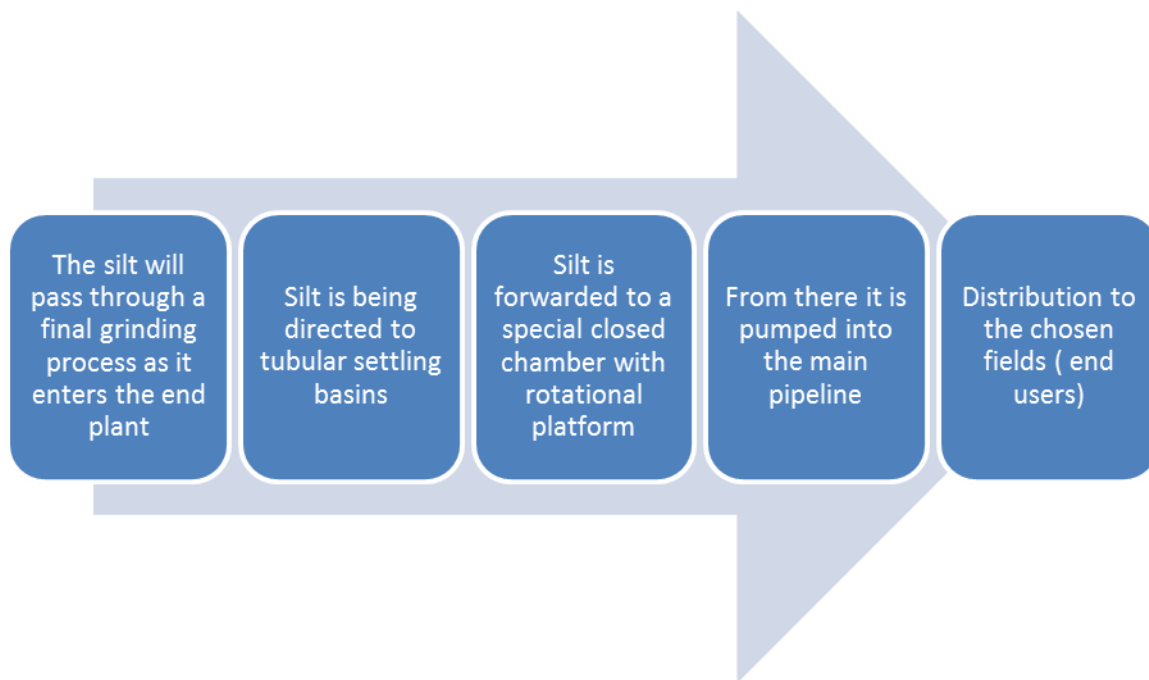 The silt will
pass through a
final grinding
process as it
enters the end
plant
Silt is being
directed to
tubular settling
basins
Silt is
forwarded to a
special closed
chamber with
rotational
platform
From there it is
pumped into
the main
pipeline
Distribution to
the chosen
fields ( end
users)